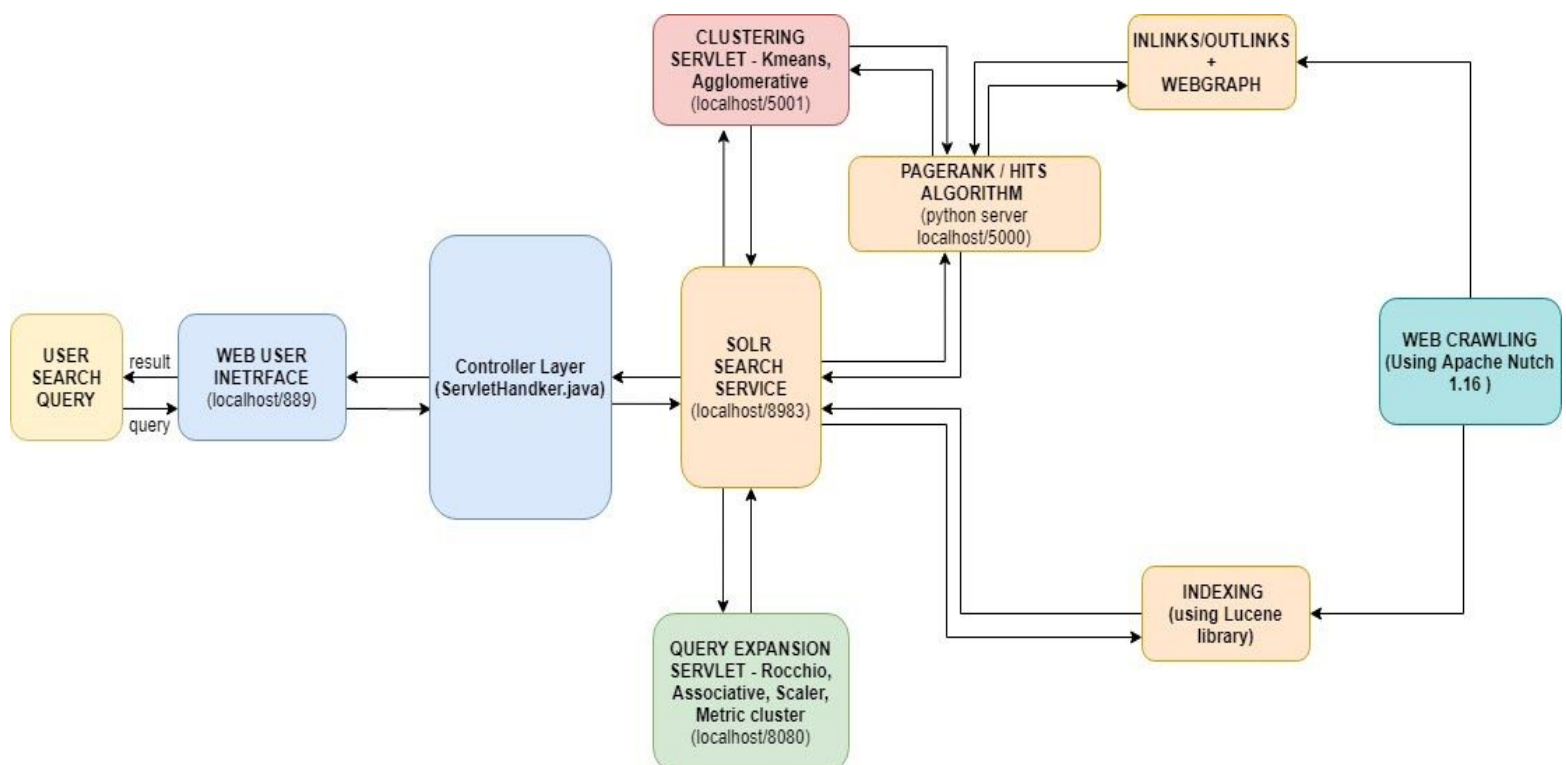 CLUSTERING
SERVLET - Kmeans,
Agglomerative
(localhost/5001)
INLINKS/OUTLINKS
+
WEBGRAPH
PAGERANK / HITS
ALGORITHM
(python server
localhost/5000)
USER
SEARCH
QUERY
result
query
WEB USER
INETRFACE
(localhost/889)
Controller Layer
(ServletHandker.java)
SOLR
SEARCH
SERVICE
(localhost/8983)
WEB CRAWLING
(Using Apache Nutch
1.16 )
INDEXING
(using Lucene
library)
QUERY EXPANSION
SERVLET - Rocchio,
Associative, Scaler,
Metric cluster
(localhost/8080)